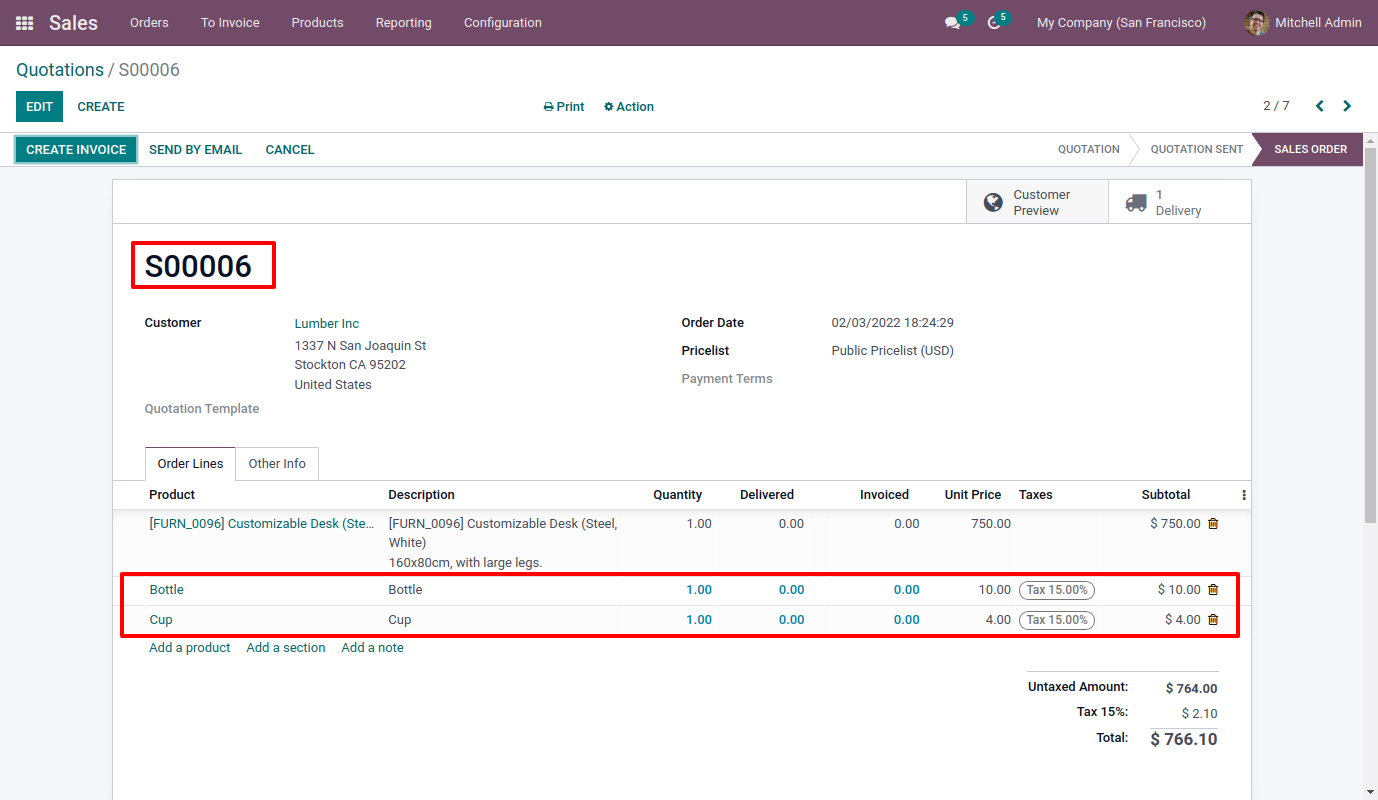 Sales Orders To Invoice Products Reporting Configuration 5 5 My Company (San Francisco) Mitchell Admin
Quotations / S00006
EDIT CREATE Print Action 2 / 7
CREATE INVOICE SEND BY EMAIL CANCEL QUOTATION QUOTATION SENT SALES ORDER
Customer Preview
1 Delivery
S00006
Customer Lumber Inc
1337 N San Joaquin St
Stockton CA 95202
United States
Quotation Template
Order Date 02/03/2022 18:24:29
Pricelist Public Pricelist (USD)
Payment Terms
Order Lines Other Info
Product Description Quantity Delivered Invoiced Unit Price Taxes Subtotal
[FURN_0096] Customizable Desk (Ste... [FURN_0096] Customizable Desk (Steel, 1.00 0.00 0.00 750.00 $ 750.00
White)
160x80cm, with large legs.
Bottle Bottle 1.00 0.00 0.00 10.00 Tax 15.00% $ 10.00
Cup Cup 1.00 0.00 0.00 4.00 Tax 15.00% $ 4.00
Add a product Add a section Add a note
Untaxed Amount: $ 764.00
Tax 15%: $ 2.10
Total: $ 766.10